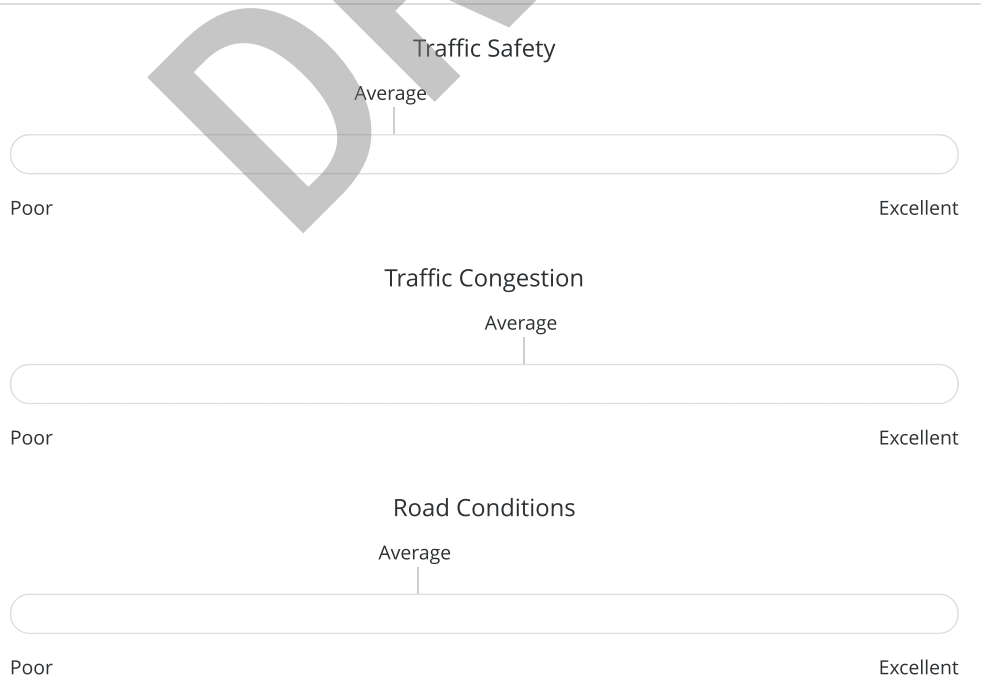 Traffic Safety
Average
Poor Excellent
Traffic Congestion
Average
Poor Excellent
Road Conditions
Average
Poor Excellent